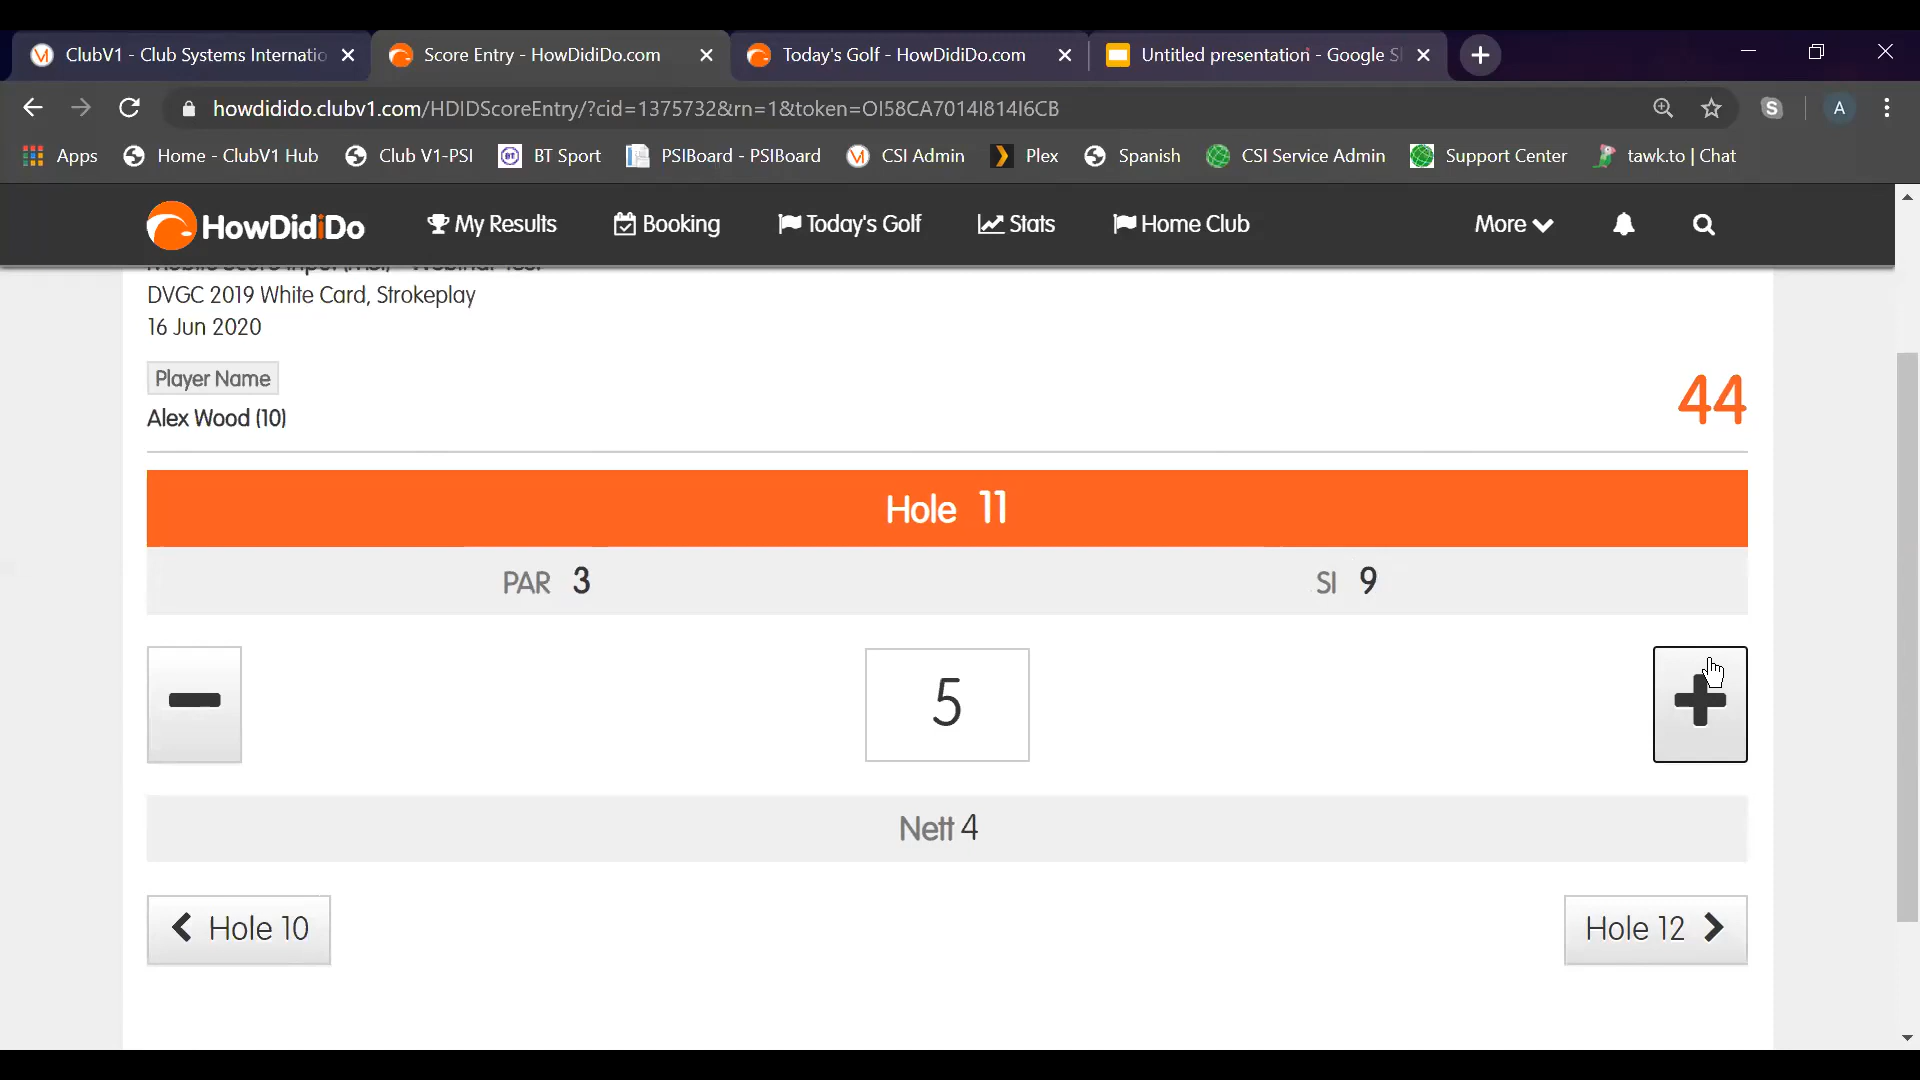 ClubV1 - Club Systems Internatio
Score Entry - HowDidiDo.com
Today's Golf - HowDidiDo.com
Untitled presentation - Google Sl
howdidido.clubv1.com/HDIDScoreEntry/?cid=1375732&rn=1&token=OI58CA7014I814I6CB
A
Apps
Home - ClubV1 Hub
Club V1-PSI
BT Sport
PSIBoard - PSIBoard
CSI Admin
Plex
Spanish
CSI Service Admin
Support Center
tawk.to | Chat
HowDidiDo
My Results
Booking
Today's Golf
Stats
Home Club
More
DVGC 2019 White Card, Strokeplay
16 Jun 2020
Player Name
Alex Wood (10)
44
Hole 11
PAR 3
SI 9
5
Nett 4
Hole 10
Hole 12